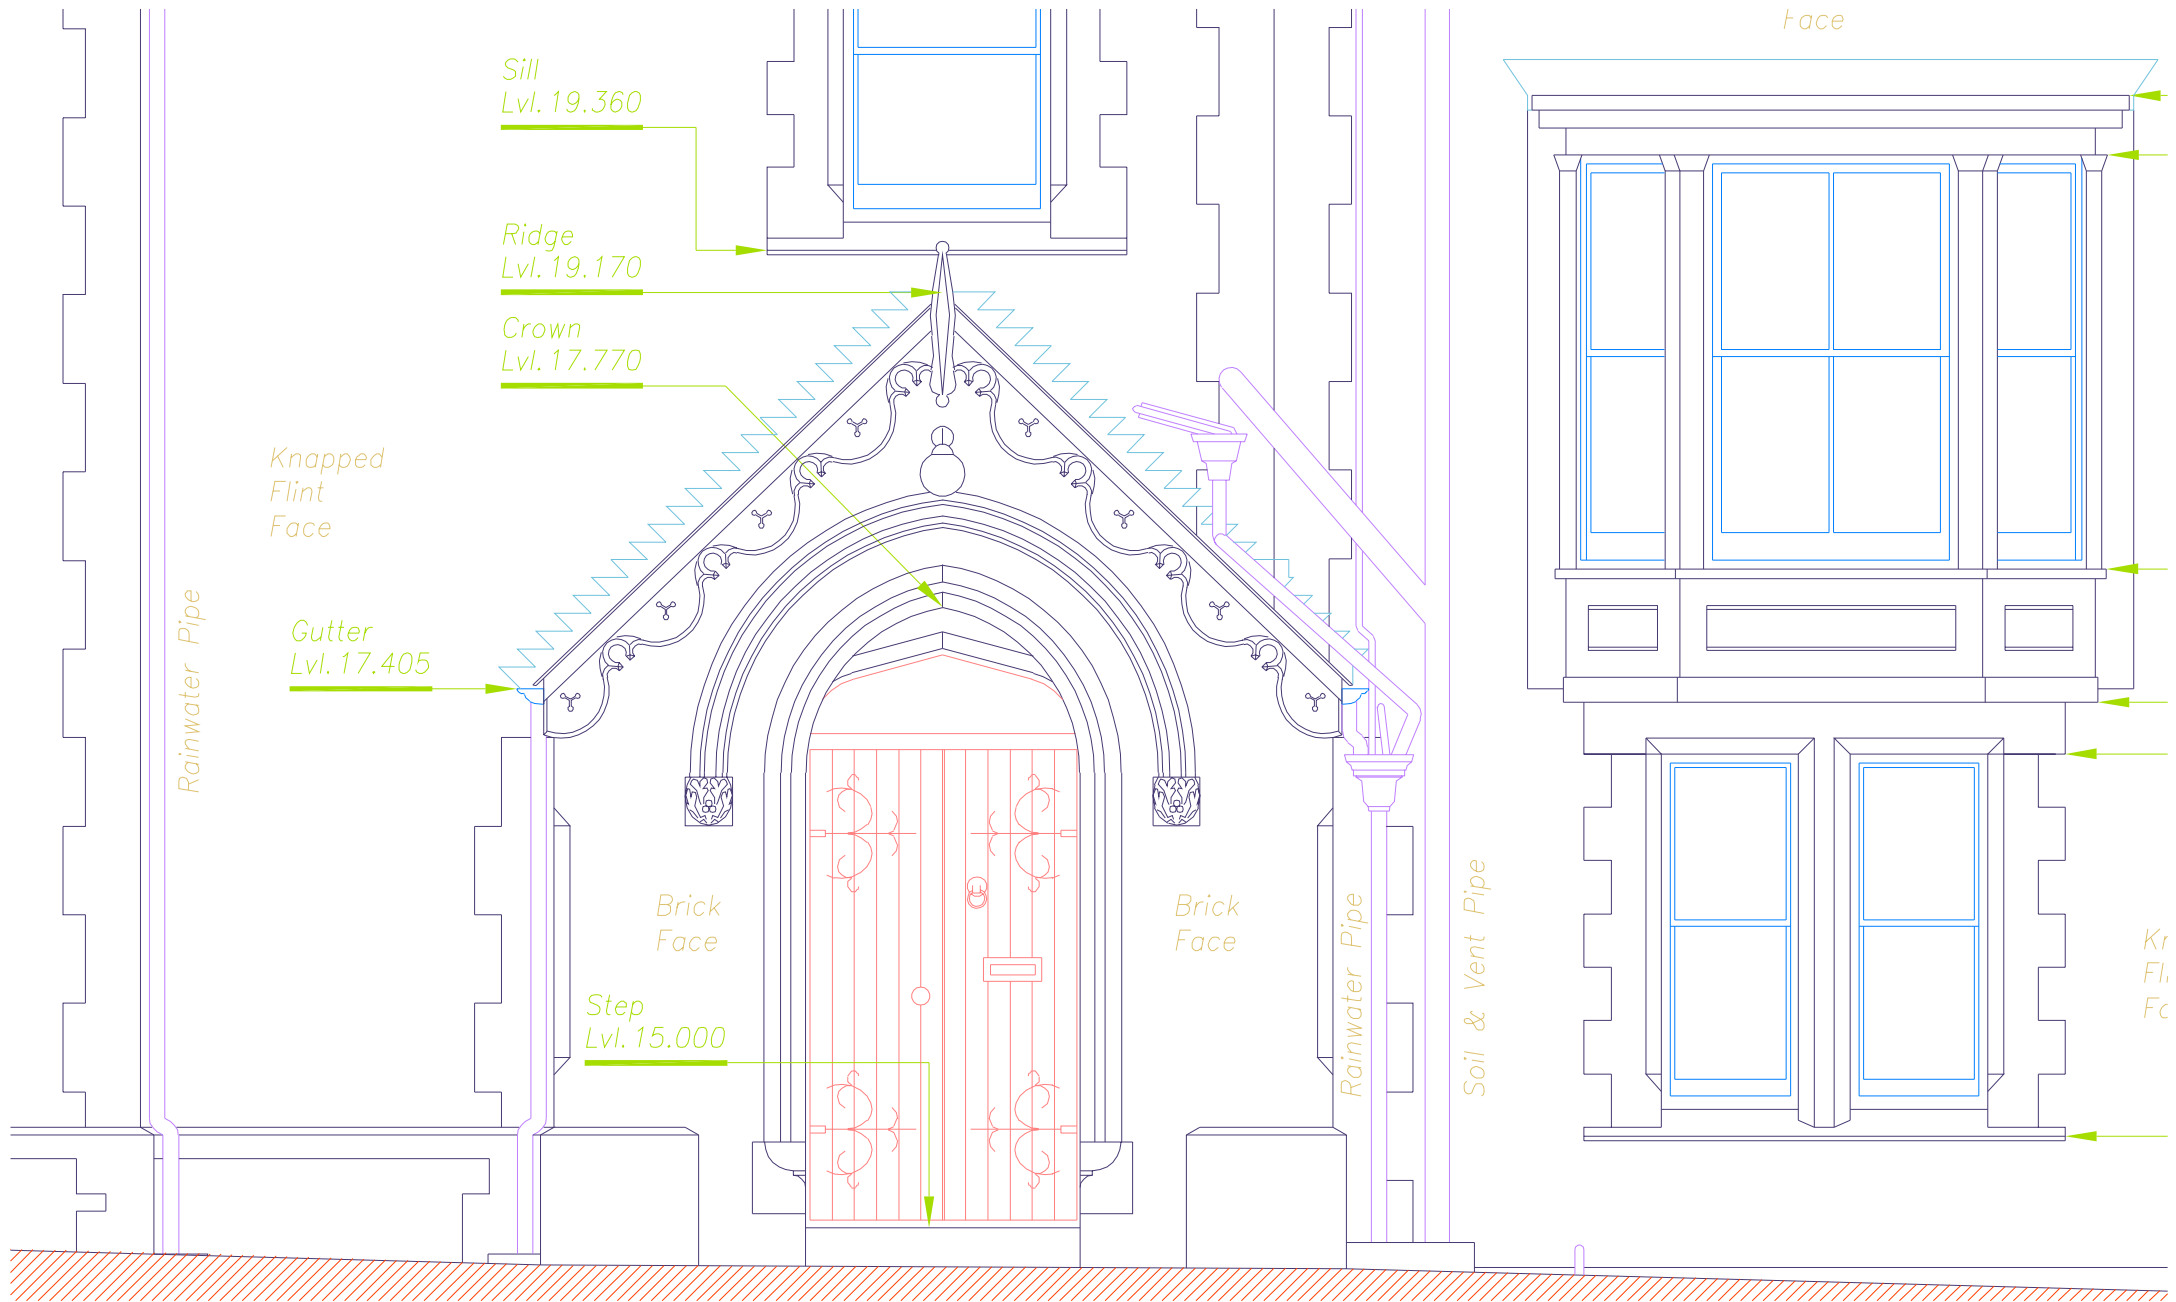 Face
Sill
Lvl.19.360
Ridge
Lvl.19.170
Crown
Lvl.17.770
Knapped
Flint
Face
Gutter
Lvl.17.405
Rainwater Pipe
Brick
Face
Brick
Face
Rainwater Pipe
Soil & Vent Pipe
Step
Lvl.15.000